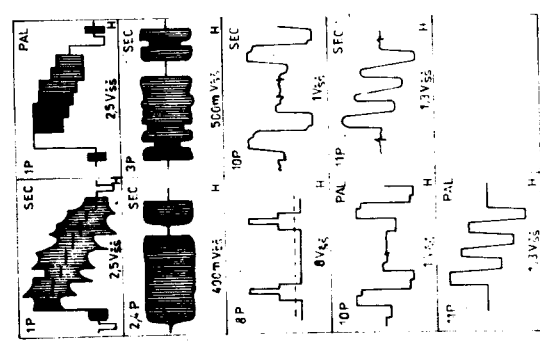 1P SEC
2,5Vss H
1P PAL
2,5Vss H
2,4P SEC
400mVss H
3P SEC
500mVss H
8P
8Vss H
10P SEC
1Vss H
10P PAL
1Vss H
11P SEC
1,3Vss H
11P PAL
1,3Vss H